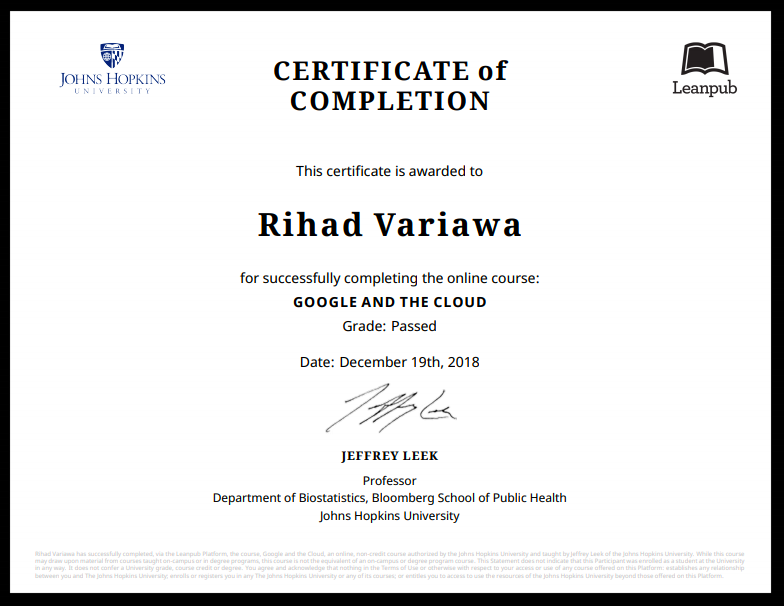 JOHNS HOPKINS
UNIVERSITY
CERTIFICATE of
COMPLETION
Leanpub
This certificate is awarded to
Rihad Variawa
for successfully completing the online course:
GOOGLE AND THE CLOUD
Grade: Passed
Date: December 19th, 2018
JEFFREY LEEK
Professor
Department of Biostatistics, Bloomberg School of Public Health
Johns Hopkins University
Rihad Variawa has successfully completed, via the Leanpub Platform, the course, Google and the Cloud, an online, non-credit course authorized by the Johns Hopkins University and taught by Jeffrey Leek of the Johns Hopkins University. While this course
may draw upon material from courses taught on-campus or in degree programs, this course is not the equivalent of an on-campus or degree program course. This Statement does not indicate that this Participant was enrolled as a student at the University
in any way. It does not confer a University grade, course credit or degree. You agree and acknowledge that nothing in the Terms of Use or otherwise with respect to your access or use of any course offered on this Platform: establishes any relationship
between you and The Johns Hopkins University; enrolls or registers you in any The Johns Hopkins University or any of its courses; or entitles you to access to use the resources of the Johns Hopkins University beyond those offered on this Platform.